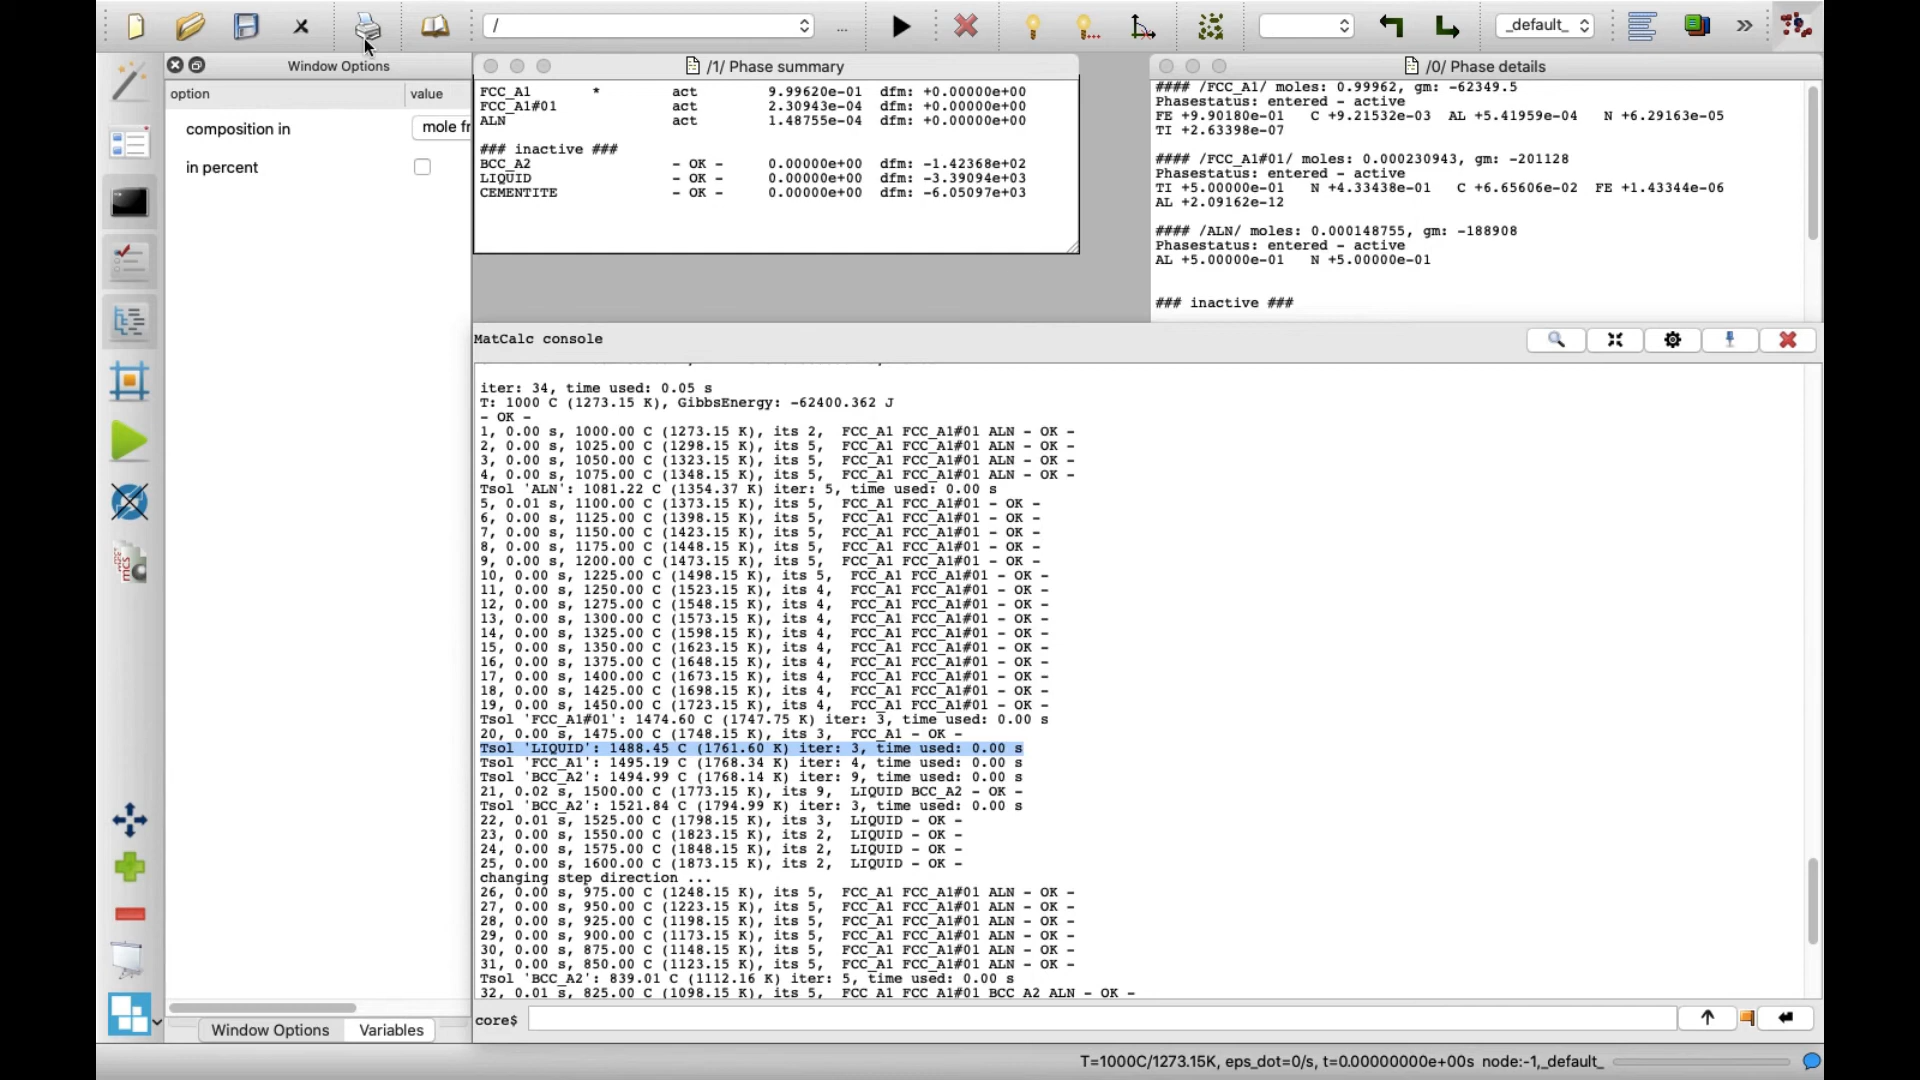 /
...
_default_
»
Window Options
option
value
composition in
mole fr
in percent
/1/ Phase summary
FCC_A1 * act 9.99620e-01 dfm: +0.00000e+00
FCC_A1#01 act 2.30943e-04 dfm: +0.00000e+00
ALN act 1.48755e-04 dfm: +0.00000e+00
### inactive ###
BCC_A2 - OK - 0.00000e+00 dfm: -1.42368e+02
LIQUID - OK - 0.00000e+00 dfm: -3.39094e+03
CEMENTITE - OK - 0.00000e+00 dfm: -6.05097e+03
/0/ Phase details
#### /FCC_A1/ moles: 0.99962, gm: -62349.5
Phasestatus: entered - active
FE +9.90180e-01 C +9.21532e-03 AL +5.41959e-04 N +6.29163e-05
TI +2.63398e-07
#### /FCC_A1#01/ moles: 0.000230943, gm: -201128
Phasestatus: entered - active
TI +5.00000e-01 N +4.33438e-01 C +6.65606e-02 FE +1.43344e-06
AL +2.09162e-12
#### /ALN/ moles: 0.000148755, gm: -188908
Phasestatus: entered - active
AL +5.00000e-01 N +5.00000e-01
### inactive ###
MatCalc console
iter: 34, time used: 0.05 s
T: 1000 C (1273.15 K), GibbsEnergy: -62400.362 J
- OK -
1, 0.00 s, 1000.00 C (1273.15 K), its 2, FCC_A1 FCC_A1#01 ALN - OK -
2, 0.00 s, 1025.00 C (1298.15 K), its 5, FCC_A1 FCC_A1#01 ALN - OK -
3, 0.00 s, 1050.00 C (1323.15 K), its 5, FCC_A1 FCC_A1#01 ALN - OK -
4, 0.00 s, 1075.00 C (1348.15 K), its 5, FCC_A1 FCC_A1#01 ALN - OK -
Tsol 'ALN': 1081.22 C (1354.37 K) iter: 5, time used: 0.00 s
5, 0.01 s, 1100.00 C (1373.15 K), its 5, FCC_A1 FCC_A1#01 - OK -
6, 0.00 s, 1125.00 C (1398.15 K), its 5, FCC_A1 FCC_A1#01 - OK -
7, 0.00 s, 1150.00 C (1423.15 K), its 5, FCC_A1 FCC_A1#01 - OK -
8, 0.00 s, 1175.00 C (1448.15 K), its 5, FCC_A1 FCC_A1#01 - OK -
9, 0.00 s, 1200.00 C (1473.15 K), its 5, FCC_A1 FCC_A1#01 - OK -
10, 0.00 s, 1225.00 C (1498.15 K), its 5, FCC_A1 FCC_A1#01 - OK -
11, 0.00 s, 1250.00 C (1523.15 K), its 4, FCC_A1 FCC_A1#01 - OK -
12, 0.00 s, 1275.00 C (1548.15 K), its 4, FCC_A1 FCC_A1#01 - OK -
13, 0.00 s, 1300.00 C (1573.15 K), its 4, FCC_A1 FCC_A1#01 - OK -
14, 0.00 s, 1325.00 C (1598.15 K), its 4, FCC_A1 FCC_A1#01 - OK -
15, 0.00 s, 1350.00 C (1623.15 K), its 4, FCC_A1 FCC_A1#01 - OK -
16, 0.00 s, 1375.00 C (1648.15 K), its 4, FCC_A1 FCC_A1#01 - OK -
17, 0.00 s, 1400.00 C (1673.15 K), its 4, FCC_A1 FCC_A1#01 - OK -
18, 0.00 s, 1425.00 C (1698.15 K), its 4, FCC_A1 FCC_A1#01 - OK -
19, 0.00 s, 1450.00 C (1723.15 K), its 4, FCC_A1 FCC_A1#01 - OK -
Tsol 'FCC_A1#01': 1474.60 C (1747.75 K) iter: 3, time used: 0.00 s
20, 0.00 s, 1475.00 C (1748.15 K), its 3, FCC_A1 - OK -
Tsol 'LIQUID': 1488.45 C (1761.60 K) iter: 3, time used: 0.00 s
Tsol 'FCC_A1': 1495.19 C (1768.34 K) iter: 4, time used: 0.00 s
Tsol 'BCC_A2': 1494.99 C (1768.14 K) iter: 9, time used: 0.00 s
21, 0.02 s, 1500.00 C (1773.15 K), its 9, LIQUID BCC_A2 - OK -
Tsol 'BCC_A2': 1521.84 C (1794.99 K) iter: 3, time used: 0.00 s
22, 0.01 s, 1525.00 C (1798.15 K), its 3, LIQUID - OK -
23, 0.00 s, 1550.00 C (1823.15 K), its 2, LIQUID - OK -
24, 0.00 s, 1575.00 C (1848.15 K), its 2, LIQUID - OK -
25, 0.00 s, 1600.00 C (1873.15 K), its 2, LIQUID - OK -
changing step direction ...
26, 0.00 s, 975.00 C (1248.15 K), its 5, FCC_A1 FCC_A1#01 ALN - OK -
27, 0.00 s, 950.00 C (1223.15 K), its 5, FCC_A1 FCC_A1#01 ALN - OK -
28, 0.00 s, 925.00 C (1198.15 K), its 5, FCC_A1 FCC_A1#01 ALN - OK -
29, 0.00 s, 900.00 C (1173.15 K), its 5, FCC_A1 FCC_A1#01 ALN - OK -
30, 0.00 s, 875.00 C (1148.15 K), its 5, FCC_A1 FCC_A1#01 ALN - OK -
31, 0.00 s, 850.00 C (1123.15 K), its 5, FCC_A1 FCC_A1#01 ALN - OK -
Tsol 'BCC_A2': 839.01 C (1112.16 K) iter: 5, time used: 0.00 s
32, 0.01 s, 825.00 C (1098.15 K), its 5, FCC_A1 FCC_A1#01 BCC_A2 ALN - OK -
core$
Window Options
Variables
T=1000C/1273.15K, eps_dot=0/s, t=0.00000000e+00s node:-1,_default_
mcs